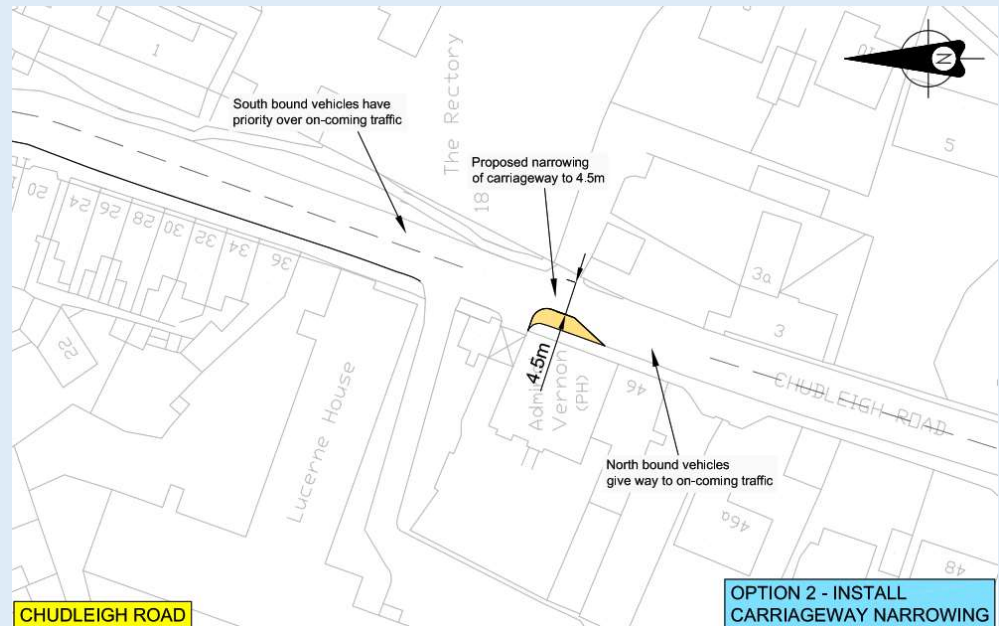 1
The Rectory
18
South bound vehicles have
priority over on-coming traffic
Proposed narrowing
of carriageway to 4.5m
N
10
5
20
24
26
28
30
32
34
36
22
Lucerne House
4.5m
Vernon
(PH)
46
3a
3
CHUDLEIGH ROAD
North bound vehicles
give way to on-coming traffic
46a
48
CHUDLEIGH ROAD
OPTION 2 - INSTALL
CARRIAGEWAY NARROWING